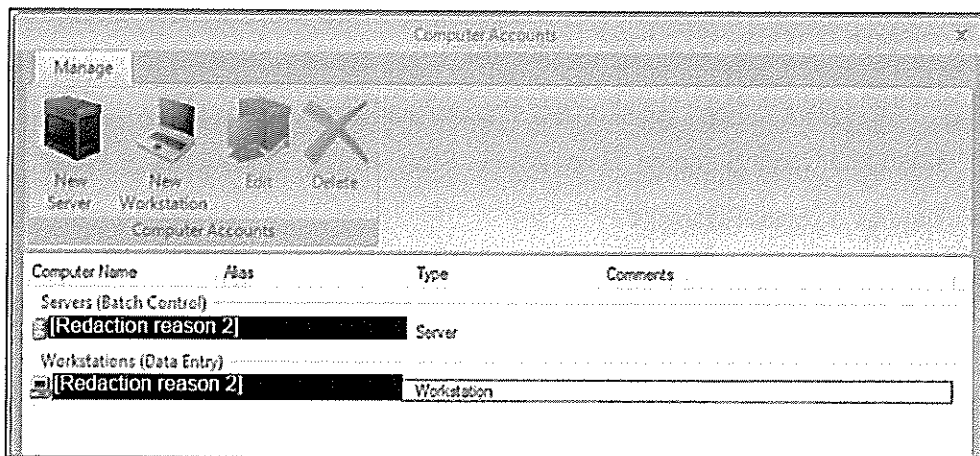 Computer Accounts
Manage
New Server
New Workstation
Edit
Delete
Computer Accounts
Computer Name Alias Type Comments
Servers (Batch Control)
[Redaction reason 2] Server
Workstations (Data Entry)
[Redaction reason 2] Workstation